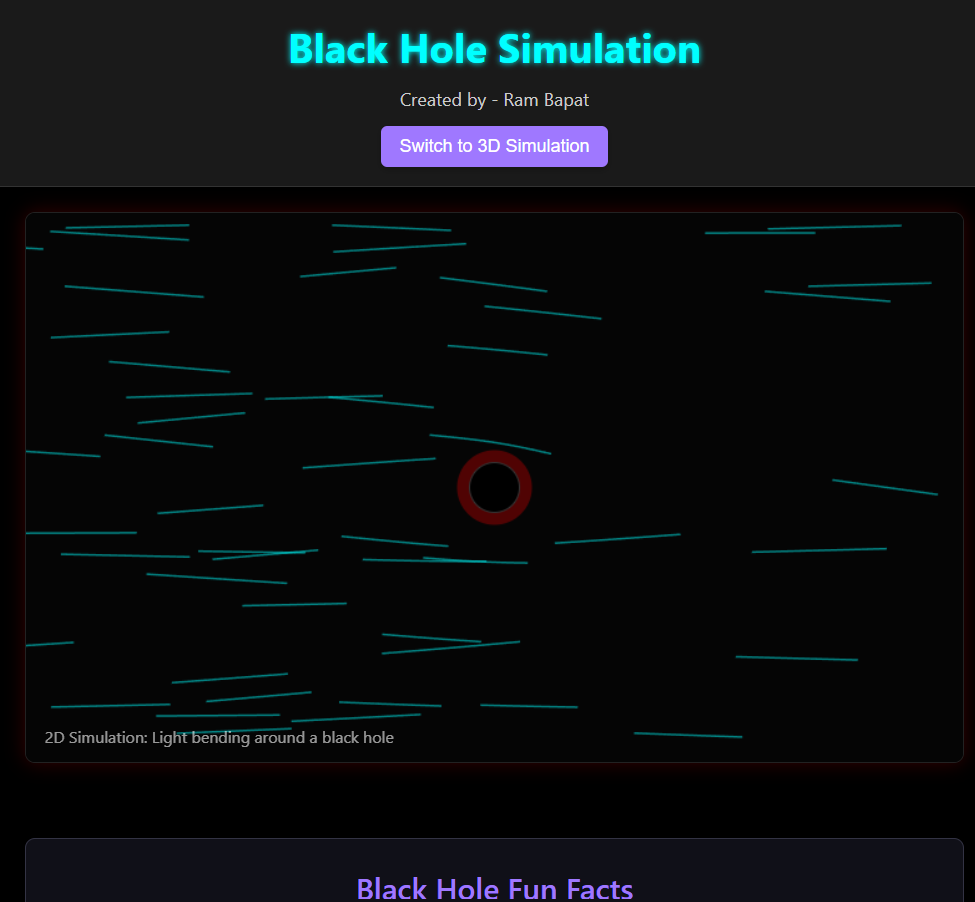 Black Hole Simulation
Created by - Ram Bapat
Switch to 3D Simulation
2D Simulation: Light bending around a black hole
Black Hole Fun Facts